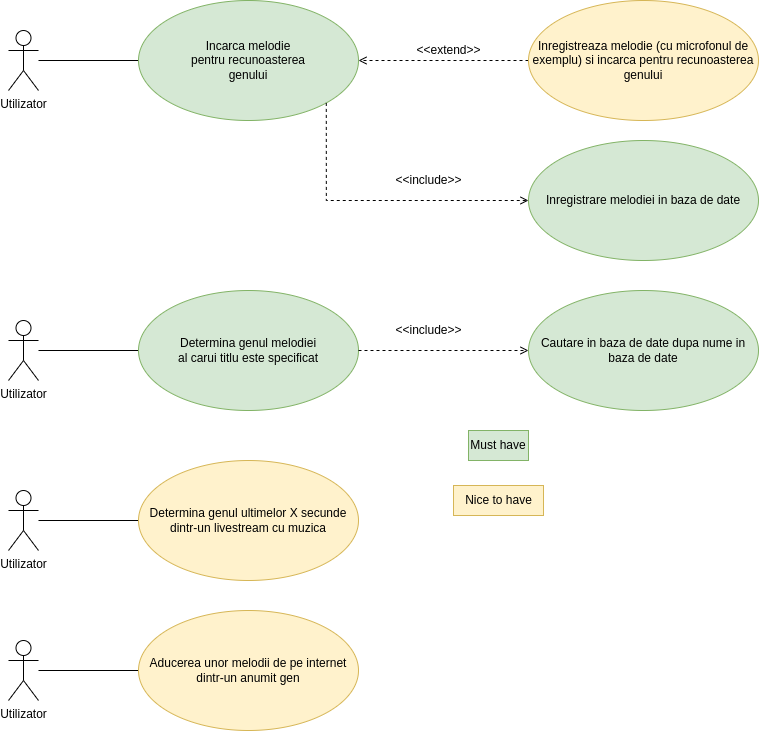 Incarca melodie
pentru recunoasterea
genului
<<extend>>
Inregistreaza melodie (cu microfonul de
exemplu) si incarca pentru recunoasterea
genului
Utilizator
<<include>>
Inregistrare melodiei in baza de date
Determina genul melodiei
al carui titlu este specificat
<<include>>
Cautare in baza de date dupa nume in
baza de date
Utilizator
Must have
Nice to have
Determina genul ultimelor X secunde
dintr-un livestream cu muzica
Utilizator
Aducerea unor melodii de pe internet
dintr-un anumit gen
Utilizator